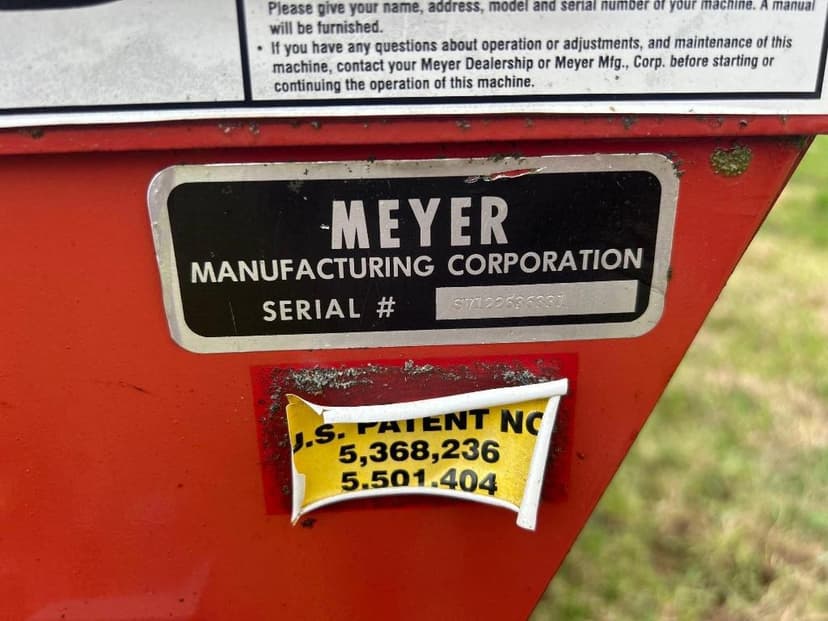 Please give your name, address, model and serial number of your machine. A manual
will be furnished.
• If you have any questions about operation or adjustments, and maintenance of this
machine, contact your Meyer Dealership or Meyer Mfg., Corp. before starting or
continuing the operation of this machine.
MEYER
MANUFACTURING CORPORATION
SERIAL #
U.S. PATENT NO
5,368,236
5,501,404